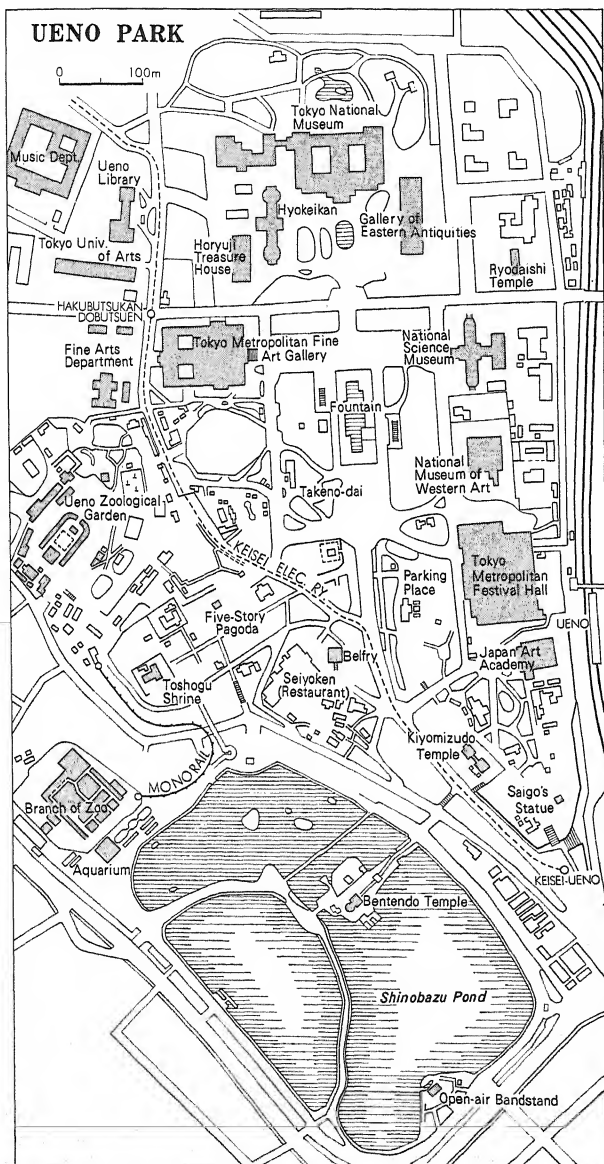 UENO PARK
0 100m
Tokyo National
Museum
Music Dept.
Ueno
Library
Hyokeikan
Gallery of
Eastern Antiquities
Tokyo Univ.
of Arts
Horyuji
Treasure
House
Ryodaishi
Temple
HAKUBUTSUKAN-
DOBUTSUEN
Tokyo Metropolitan Fine
Art Gallery
National
Science
Museum
Fine Arts
Department
Fountain
National
Museum of
Western Art
Takeno-dai
Ueno Zoological
Garden
KEISEI ELEC. RY
Tokyo
Metropolitan
Festival Hall
Parking
Place
Five-Story
Pagoda
UENO
Belfry
Japan Art
Academy
Toshogu
Shrine
Seiyoken
(Restaurant)
Kiyomizudo
Temple
MONORAIL
Saigo's
Statue
Branch of Zoo
Aquarium
KEISEI-UENO
Bentendo Temple
Shinobazu Pond
Open-air Bandstand